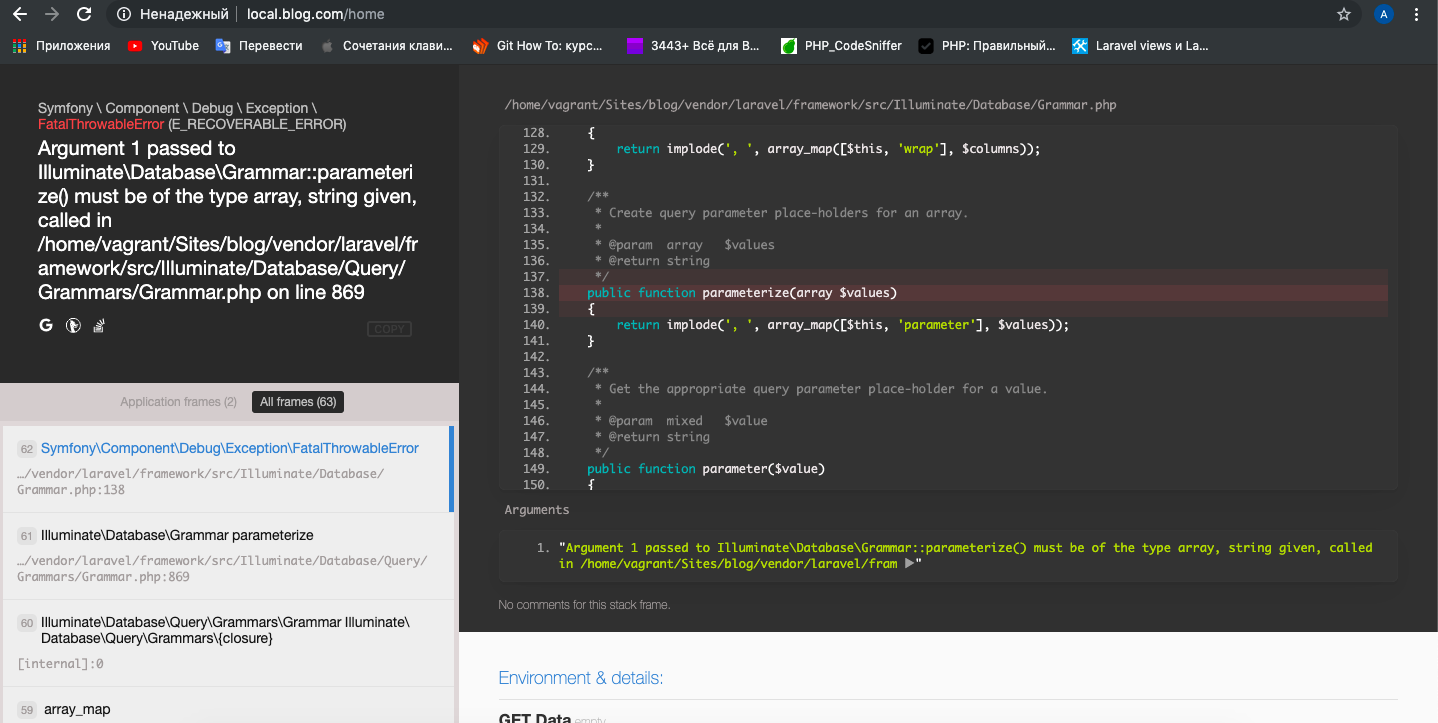 Ненадежный local.blog.com/home A
Приложения YouTube Перевести Сочетания клави... Git How To: курс... 3443+ Всё для В... PHP_CodeSniffer PHP: Правильный... Laravel views и La...
Symfony \ Component \ Debug \ Exception \
FatalThrowableError (E_RECOVERABLE_ERROR)
Argument 1 passed to
Illuminate\Database\Grammar::parameteri
ze() must be of the type array, string given,
called in
/home/vagrant/Sites/blog/vendor/laravel/fr
amework/src/Illuminate/Database/Query/
Grammars/Grammar.php on line 869
COPY
Application frames (2) All frames (63)
62 Symfony\Component\Debug\Exception\FatalThrowableError
…/vendor/laravel/framework/src/Illuminate/Database/
Grammar.php:138
61 Illuminate\Database\Grammar parameterize
…/vendor/laravel/framework/src/Illuminate/Database/Query/
Grammars/Grammar.php:869
60 Illuminate\Database\Query\Grammars\Grammar Illuminate\
Database\Query\Grammars\{closure}
[internal]:0
59 array_map
/home/vagrant/Sites/blog/vendor/laravel/framework/src/Illuminate/Database/Grammar.php
128. {
129. return implode(', ', array_map([$this, 'wrap'], $columns));
130. }
131.
132. /**
133. * Create query parameter place-holders for an array.
134. *
135. * @param  array   $values
136. * @return string
137. */
138. public function parameterize(array $values)
139. {
140. return implode(', ', array_map([$this, 'parameter'], $values));
141. }
142.
143. /**
144. * Get the appropriate query parameter place-holder for a value.
145. *
146. * @param  mixed   $value
147. * @return string
148. */
149. public function parameter($value)
150. {
Arguments
1. "Argument 1 passed to Illuminate\Database\Grammar::parameterize() must be of the type array, string given, called
in /home/vagrant/Sites/blog/vendor/laravel/fram ▶"
No comments for this stack frame.
Environment & details:
GET Data empty